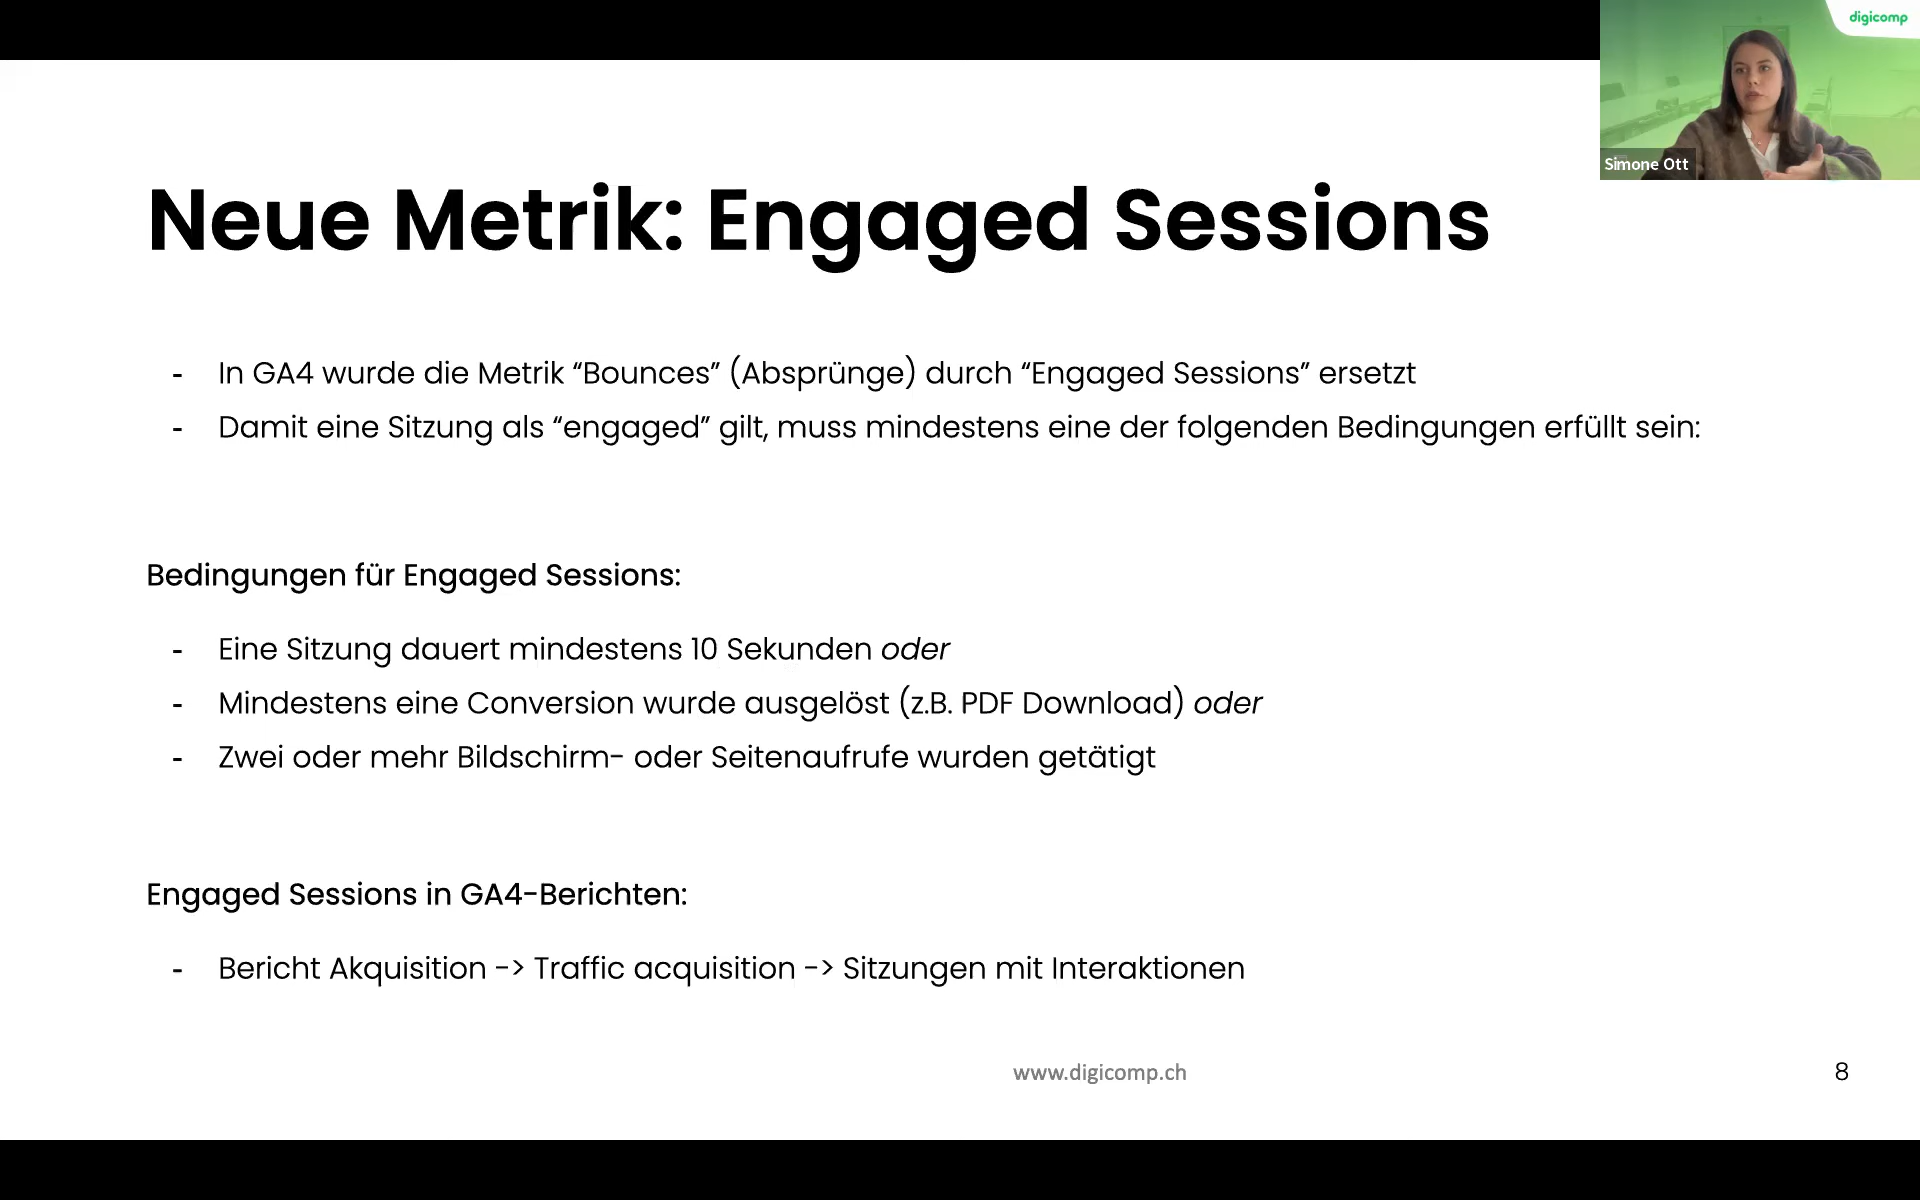 digicomp
Simone Ott
Neue Metrik: Engaged Sessions
- In GA4 wurde die Metrik “Bounces” (Absprünge) durch “Engaged Sessions” ersetzt
- Damit eine Sitzung als “engaged” gilt, muss mindestens eine der folgenden Bedingungen erfüllt sein:
Bedingungen für Engaged Sessions:
- Eine Sitzung dauert mindestens 10 Sekunden oder
- Mindestens eine Conversion wurde ausgelöst (z.B. PDF Download) oder
- Zwei oder mehr Bildschirm- oder Seitenaufrufe wurden getätigt
Engaged Sessions in GA4-Berichten:
- Bericht Akquisition -> Traffic acquisition -> Sitzungen mit Interaktionen
www.digicomp.ch
8